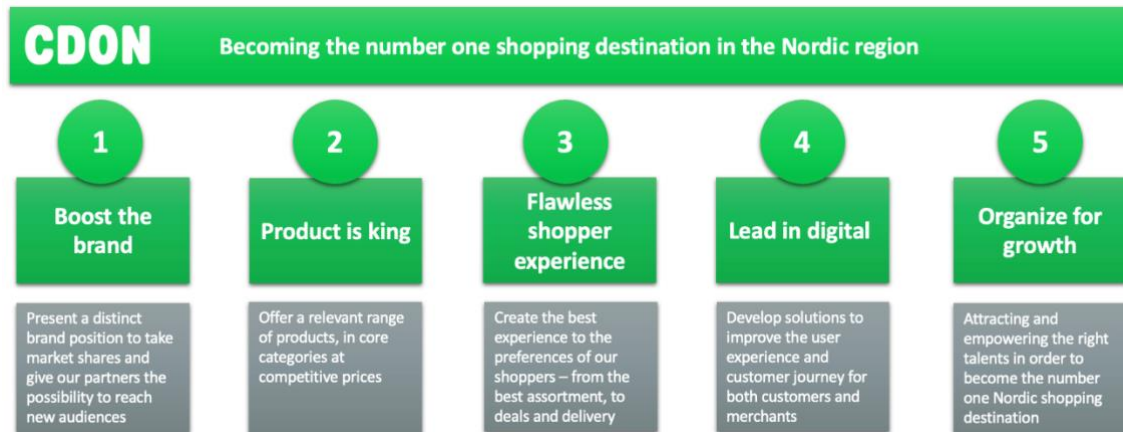 CDON Becoming the number one shopping destination in the Nordic region
1
Boost the
brand
Present a distinct
brand position to take
market shares and
give our partners the
possibility to reach
new audiences
2
Product is king
Offer a relevant range
of products, in core
categories at
competitive prices
3
Flawless
shopper
experience
Create the best
experience to the
preferences of our
shoppers – from the
best assortment, to
deals and delivery
4
Lead in digital
Develop solutions to
improve the user
experience and
customer journey for
both customers and
merchants
5
Organize for
growth
Attracting and
empowering the right
talents in order to
become the number
one Nordic shopping
destination